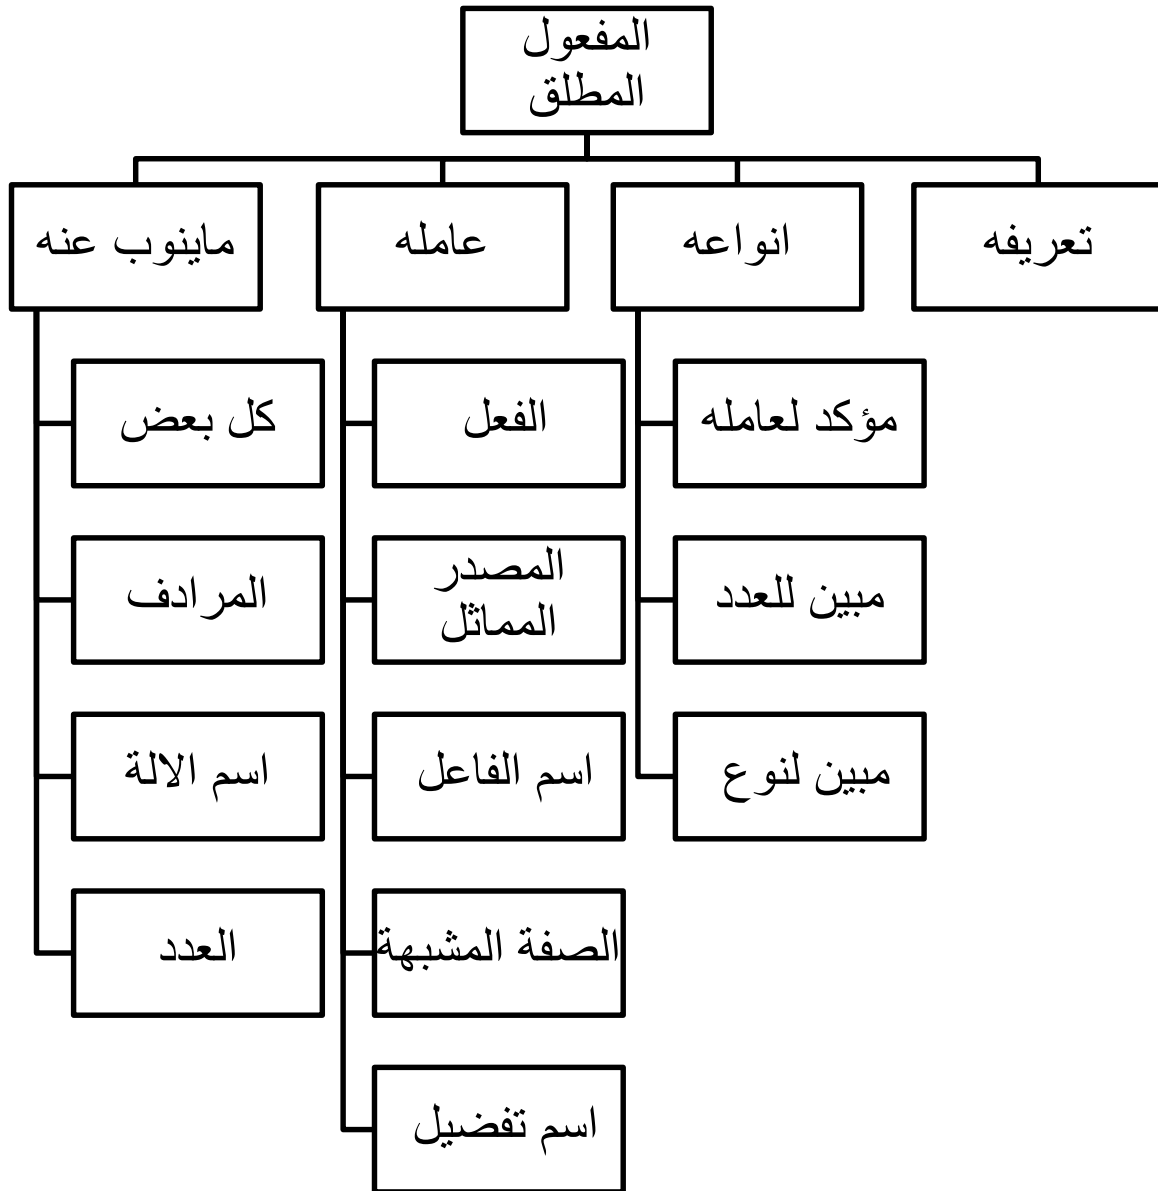 المفعول
المطلق
تعريفه
انواعه
عامله
ماينوب عنه
مؤكد لعامله
مبين للعدد
مبين لنوع
الفعل
المصدر
المماثل
اسم الفاعل
الصفة المشبهة
اسم تفضيل
كل بعض
المرادف
اسم الالة
العدد